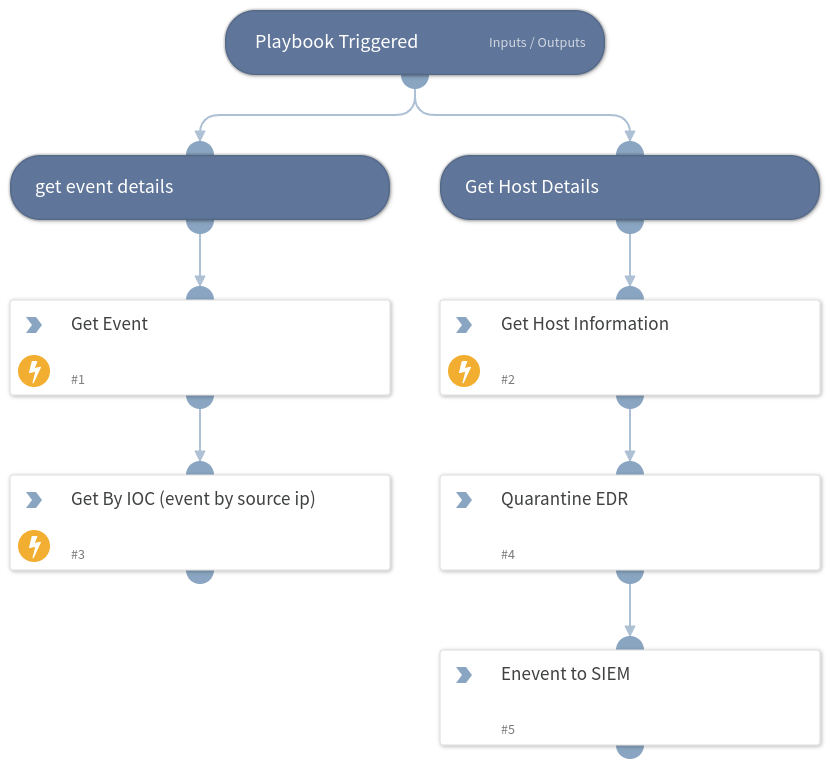 Playbook Triggered
Inputs / Outputs
get event details
Get Host Details
Get Event
#1
Get Host Information
#2
Get By IOC (event by source ip)
#3
Quarantine EDR
#4
Enevent to SIEM
#5